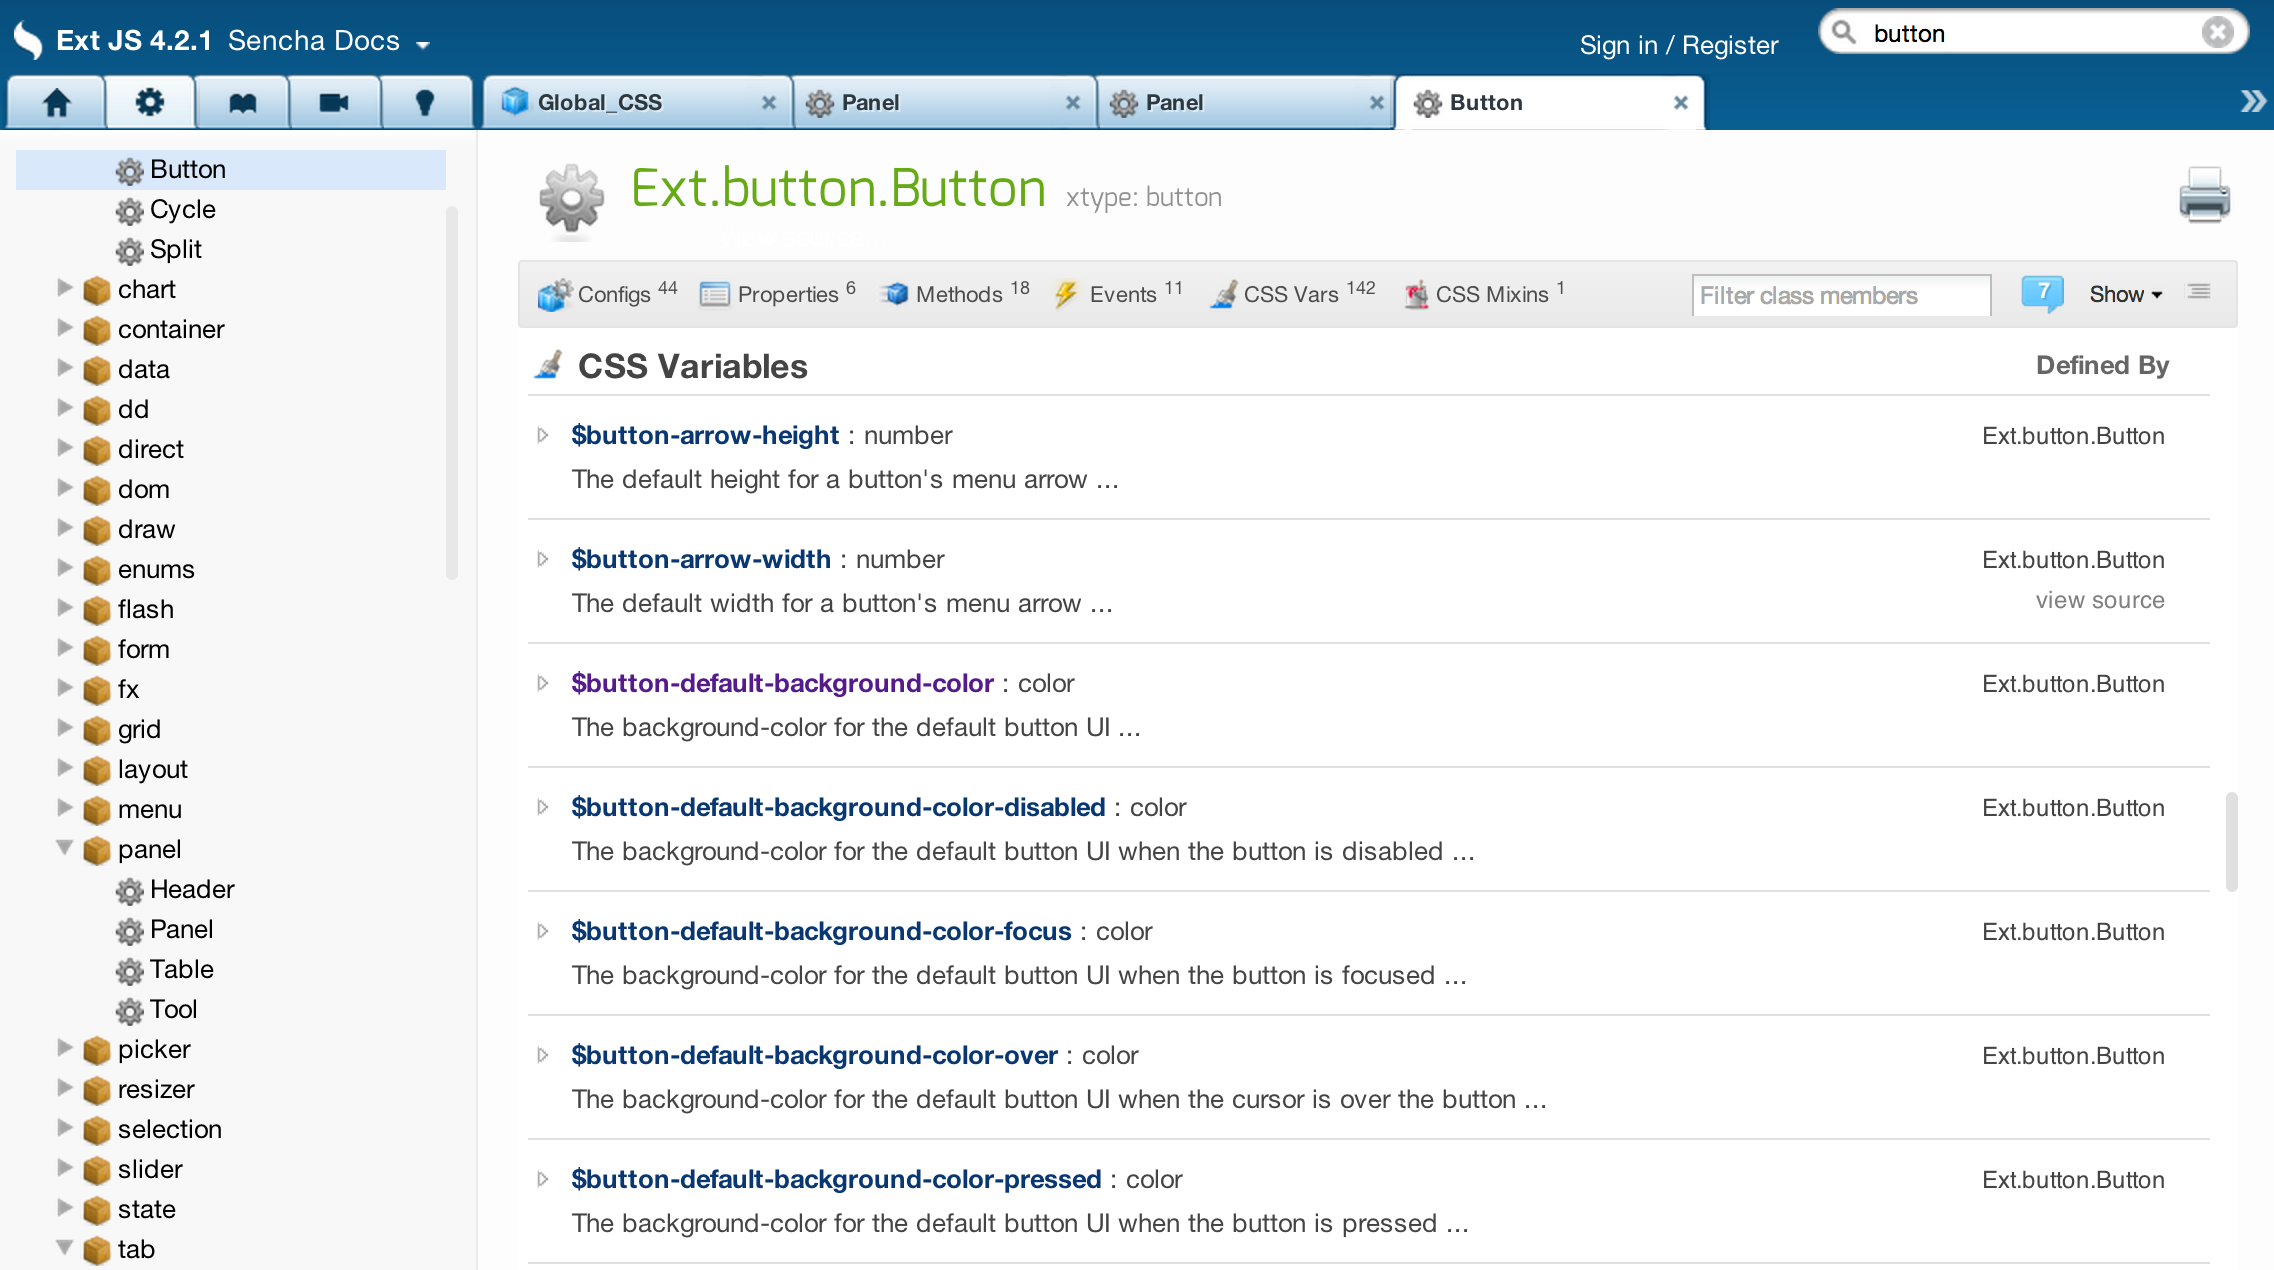 Ext JS 4.2.1 Sencha Docs
Sign in / Register
button
Global_CSS
Panel
Panel
Button
Button
Cycle
Split
chart
container
data
dd
direct
dom
draw
enums
flash
form
fx
grid
layout
menu
panel
Header
Panel
Table
Tool
picker
resizer
selection
slider
state
tab
Ext.button.Button xtype: button
Configs 44 Properties 6 Methods 18 Events 11 CSS Vars 142 CSS Mixins 1
Filter class members
7
Show
CSS Variables Defined By
$button-arrow-height : number Ext.button.Button
The default height for a button's menu arrow ...
$button-arrow-width : number Ext.button.Button
The default width for a button's menu arrow ... view source
$button-default-background-color : color Ext.button.Button
The background-color for the default button UI ...
$button-default-background-color-disabled : color Ext.button.Button
The background-color for the default button UI when the button is disabled ...
$button-default-background-color-focus : color Ext.button.Button
The background-color for the default button UI when the button is focused ...
$button-default-background-color-over : color Ext.button.Button
The background-color for the default button UI when the cursor is over the button ...
$button-default-background-color-pressed : color Ext.button.Button
The background-color for the default button UI when the button is pressed ...